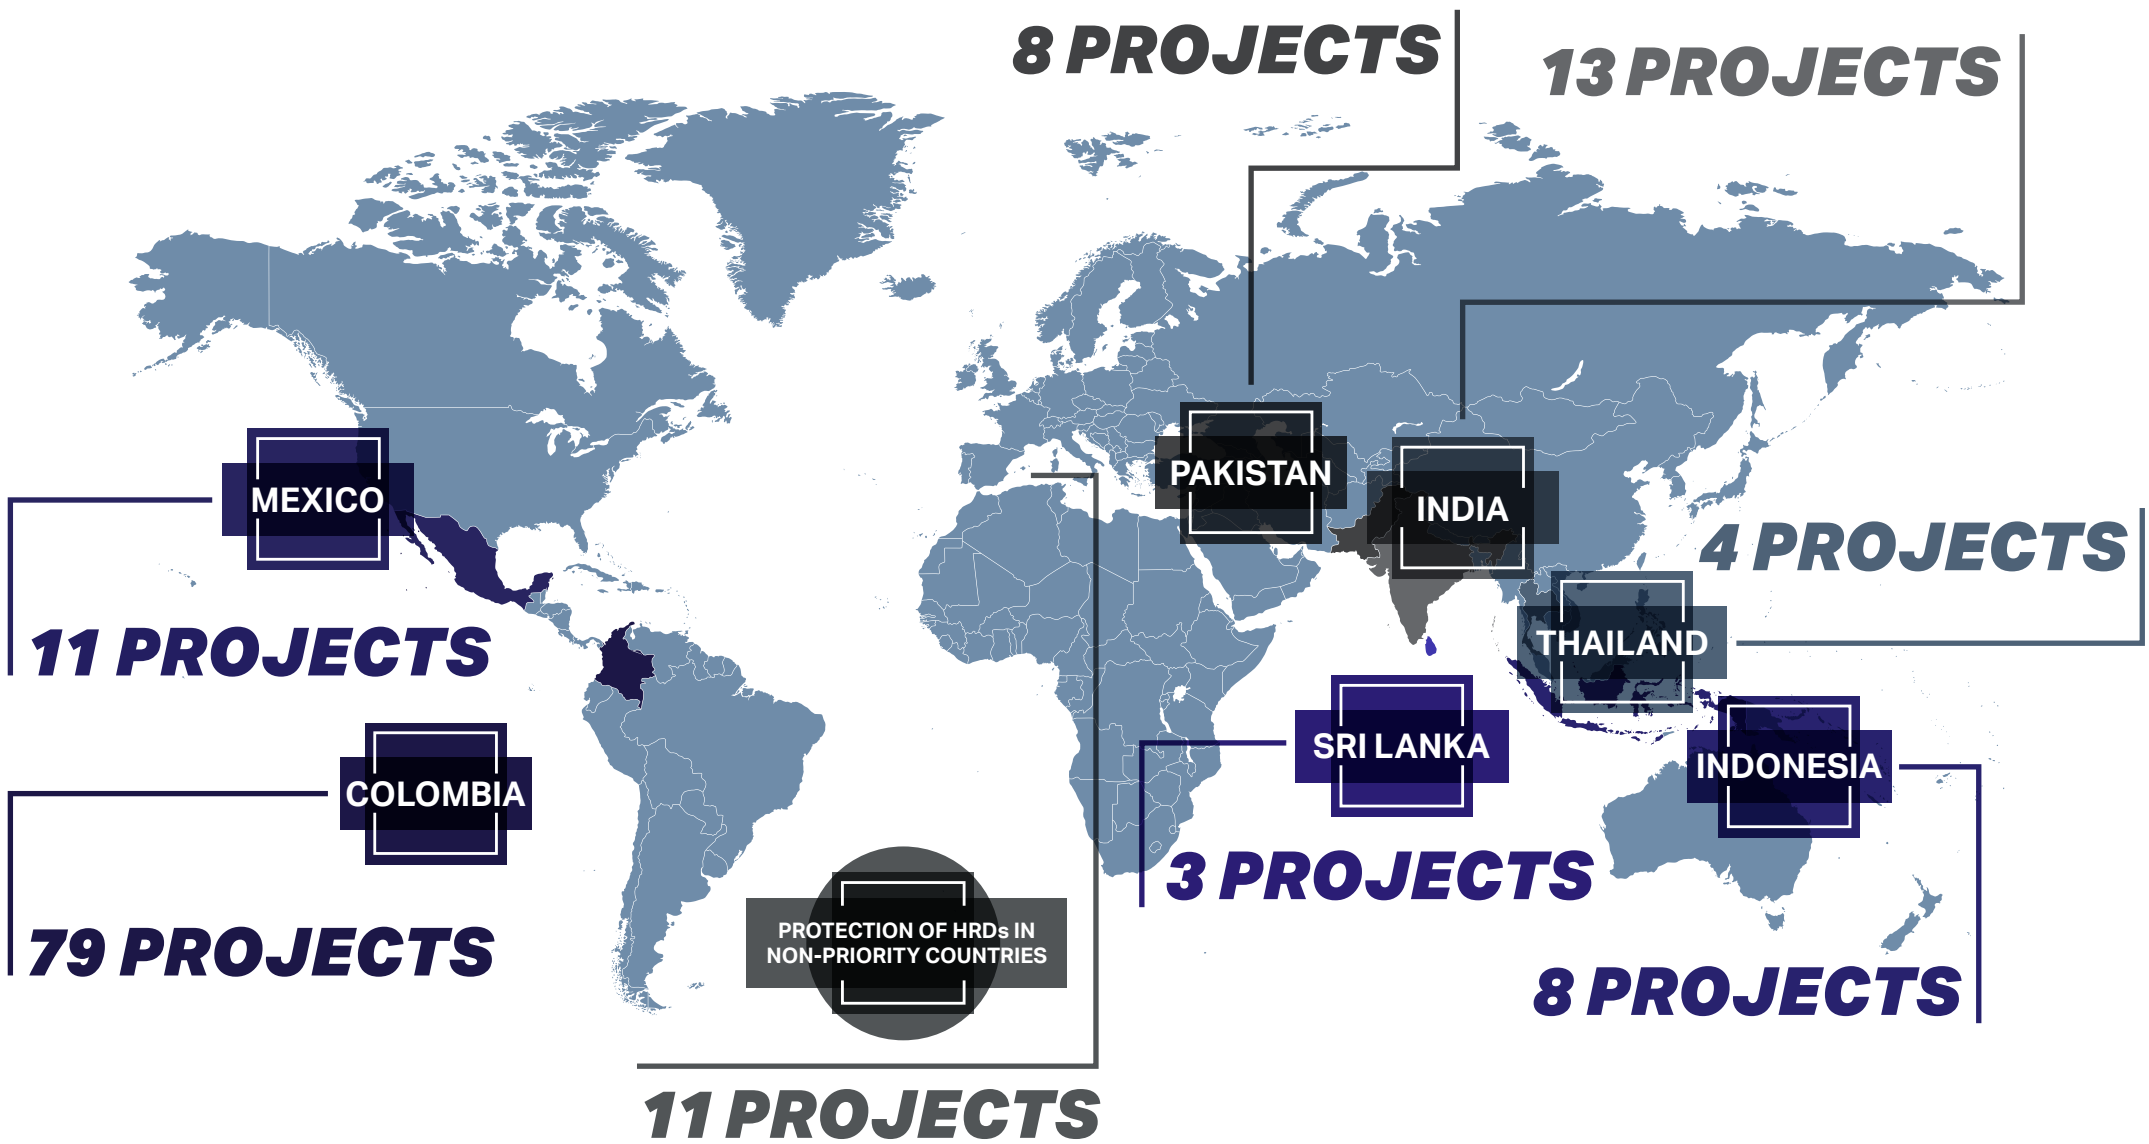 8 PROJECTS
13 PROJECTS
PAKISTAN
INDIA
MEXICO
4 PROJECTS
11 PROJECTS
THAILAND
SRI LANKA
INDONESIA
COLOMBIA
3 PROJECTS
79 PROJECTS
PROTECTION OF HRDs IN
NON-PRIORITY COUNTRIES
8 PROJECTS
11 PROJECTS